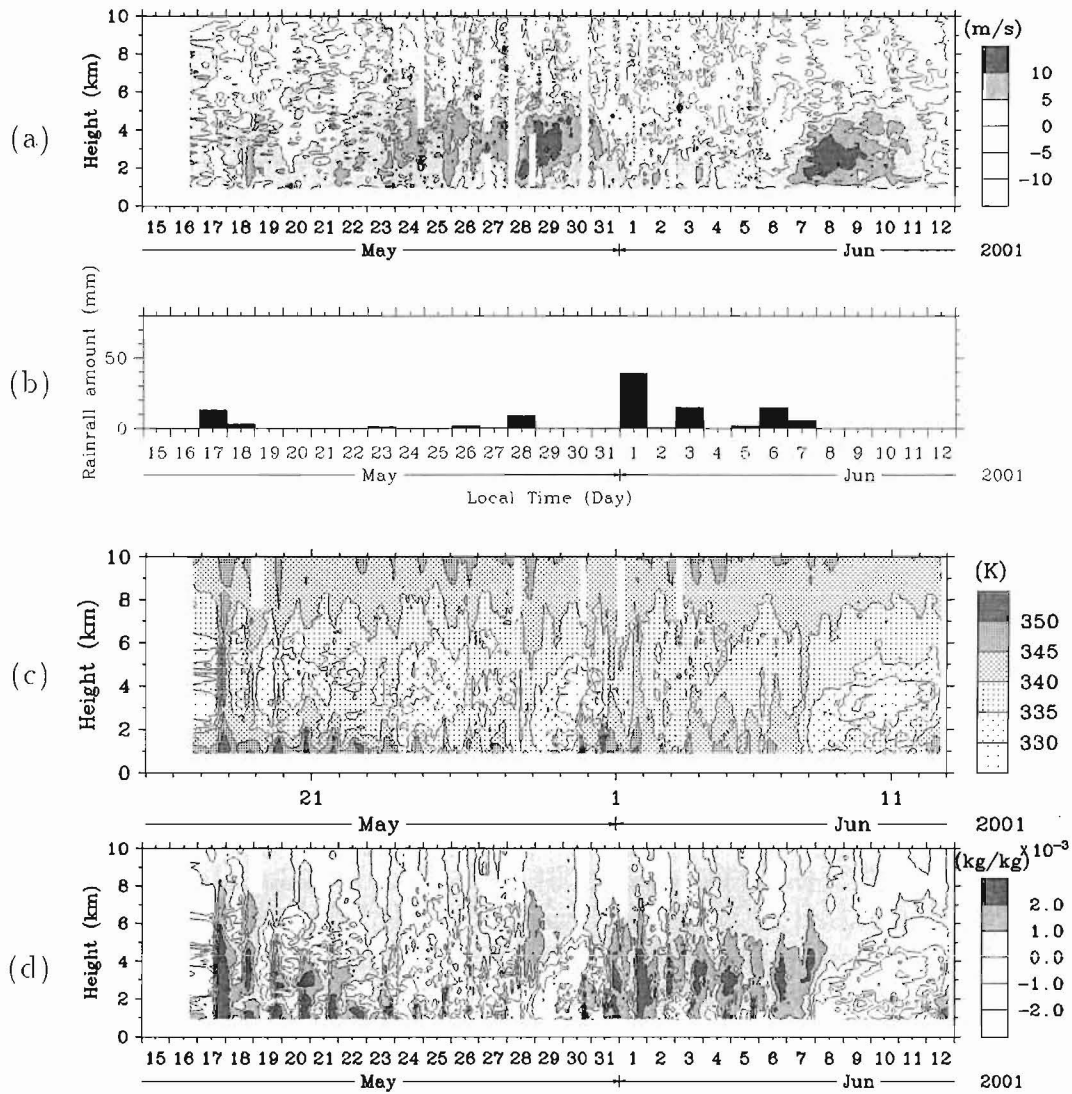 (a)
Height (km)
10
8
6
4
2
0
(m/s)
10
5
0
-5
-10
15 16 17 18 19 20 21 22 23 24 25 26 27 28 29 30 31 1 2 3 4 5 6 7 8 9 10 11 12
May Jun 2001
(b)
Rainrall amount (mm)
50
0
15 16 17 18 19 20 21 22 23 24 25 26 27 28 29 30 31 1 2 3 4 5 6 7 8 9 10 11 12
May Jun 2001
Local Time (Day)
(c)
Height (km)
10
8
6
4
2
0
(K)
350
345
340
335
330
21 1 11
May Jun 2001
(d)
Height (km)
10
8
6
4
2
0
× 10⁻³
(kg/kg)
2.0
1.0
0.0
-1.0
-2.0
15 16 17 18 19 20 21 22 23 24 25 26 27 28 29 30 31 1 2 3 4 5 6 7 8 9 10 11 12
May Jun 2001